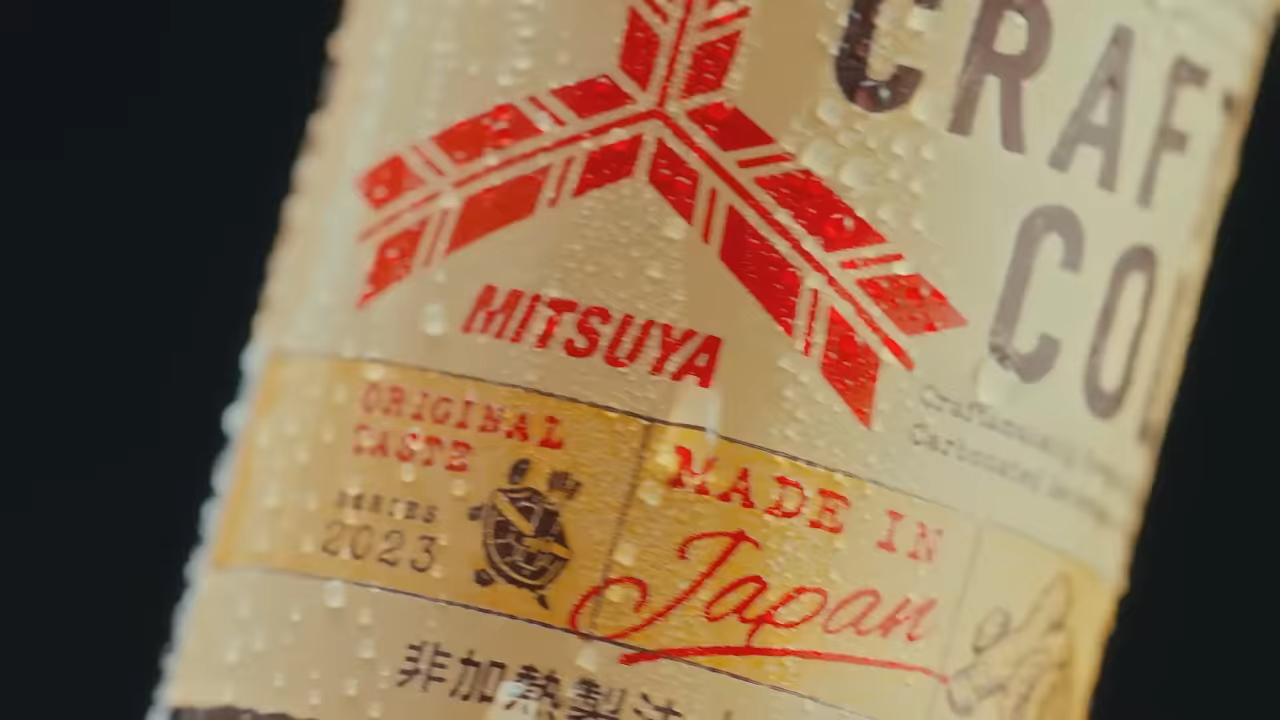 CRAF
CO
MITSUYA
ORIGINAL
TASTE
SERIES
2023
MADE IN
Japan
非加熱製法